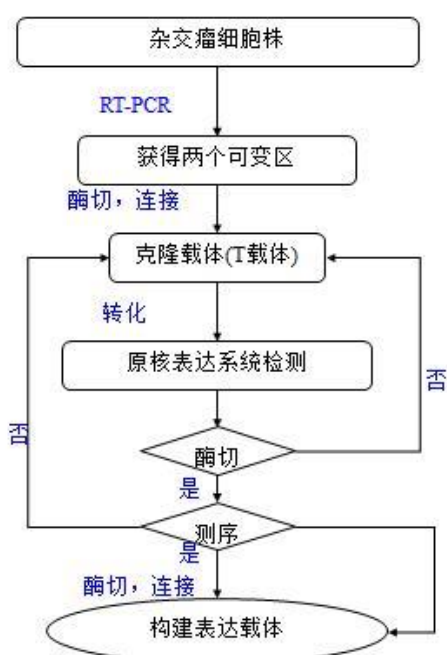 杂交瘤细胞株
RT-PCR
获得两个可变区
酶切，连接
克隆载体(T载体)
转化
原核表达系统检测
否
否
酶切
是
测序
是
酶切，连接
构建表达载体